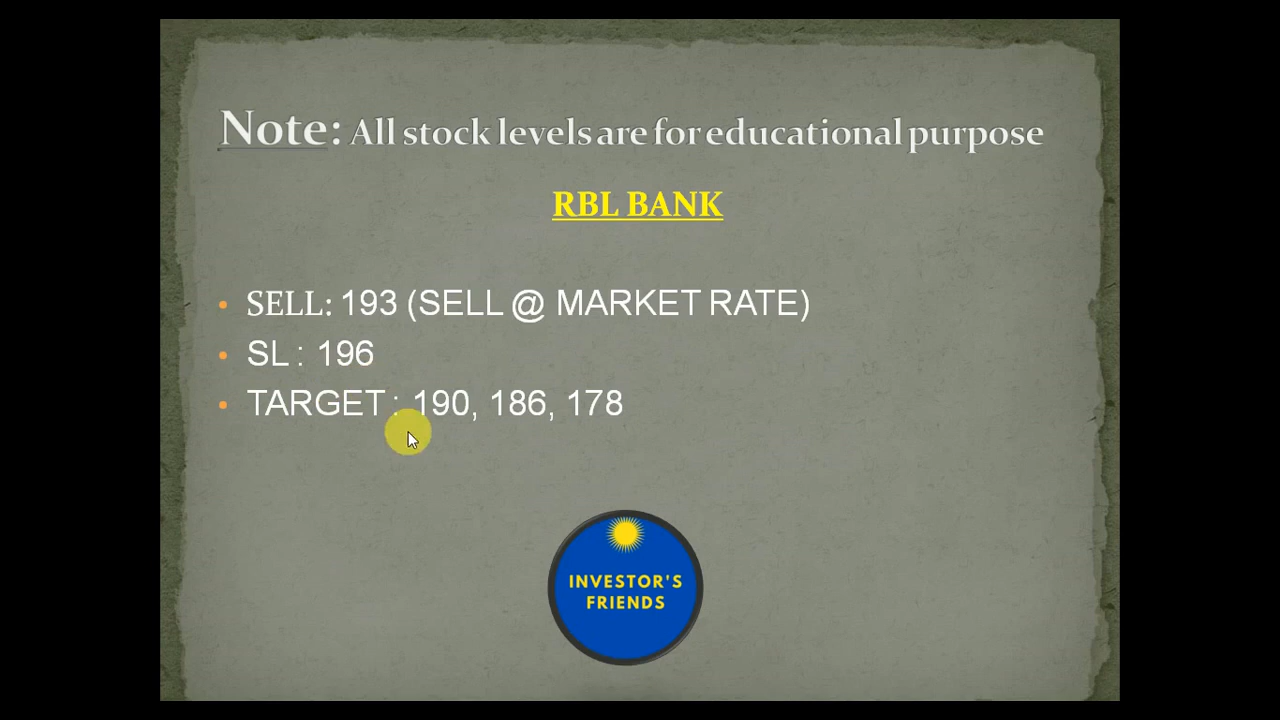 Note: All stock levels are for educational purpose
RBL BANK
• SELL: 193 (SELL @ MARKET RATE)
• SL : 196
• TARGET : 190, 186, 178
INVESTOR'S
FRIENDS